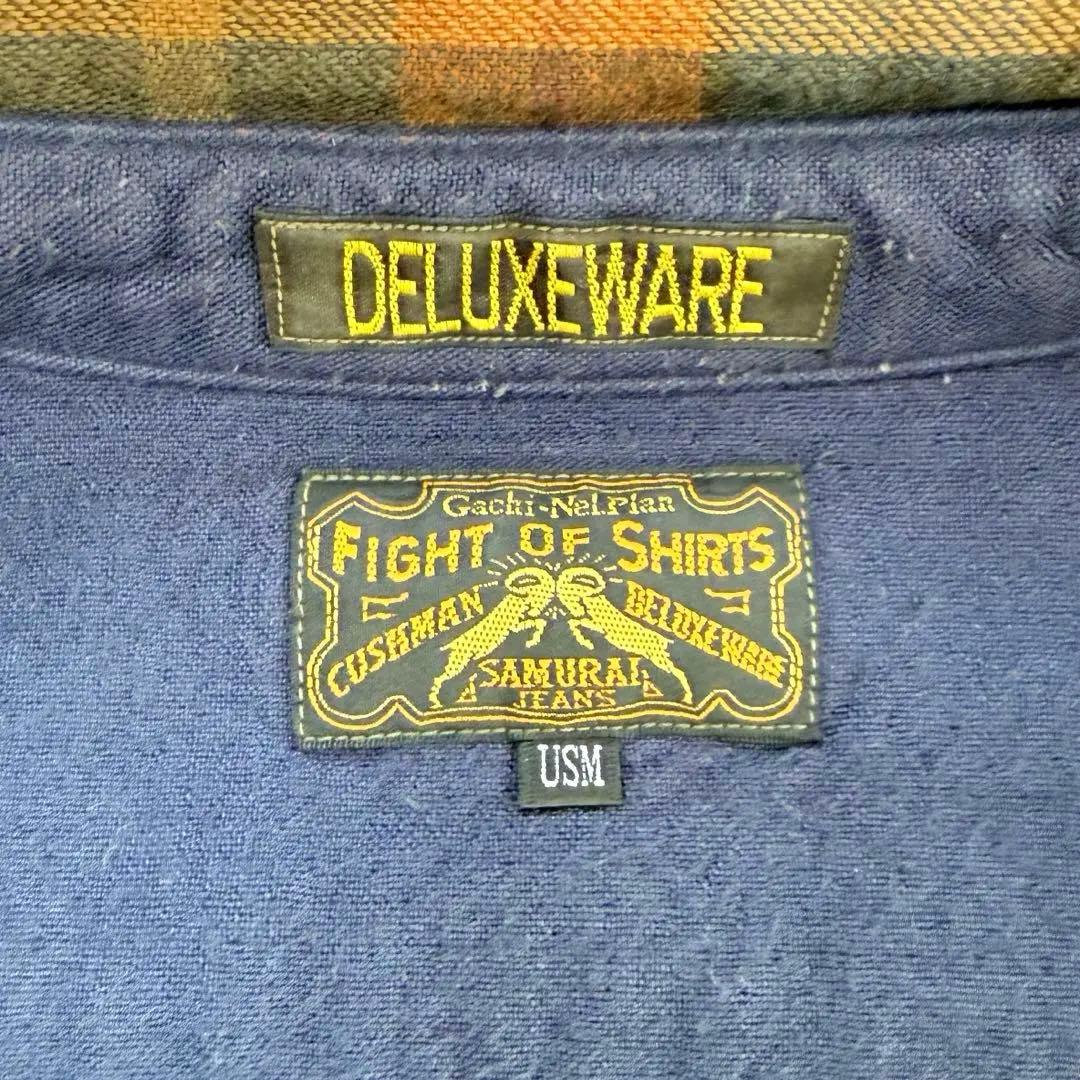 DELUXEWARE
Gachi-Nel.Plan
FIGHT OF SHIRTS
CUSHMAN
DELUXEWARE
SAMURAI
JEANS
USM